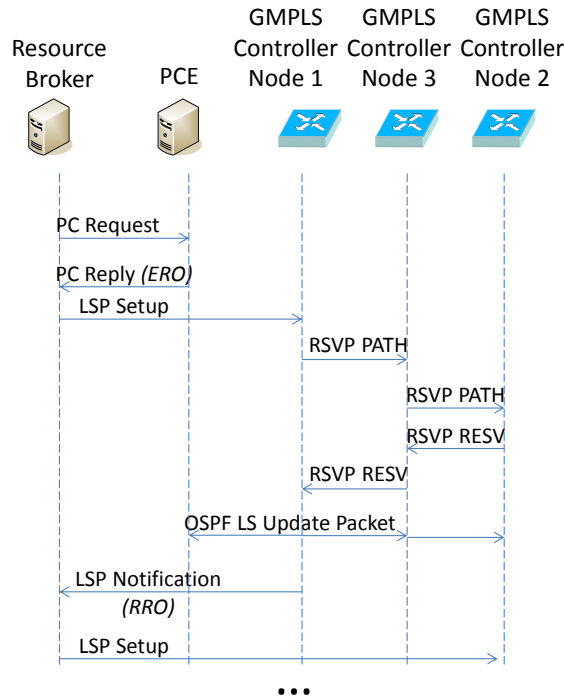 GMPLS GMPLS GMPLS
Resource Controller Controller Controller
Broker PCE Node 1 Node 3 Node 2
PC Request
PC Reply (ERO)
LSP Setup
RSVP PATH
RSVP PATH
RSVP RESV
RSVP RESV
OSPF LS Update Packet
LSP Notification
(RRO)
LSP Setup
...